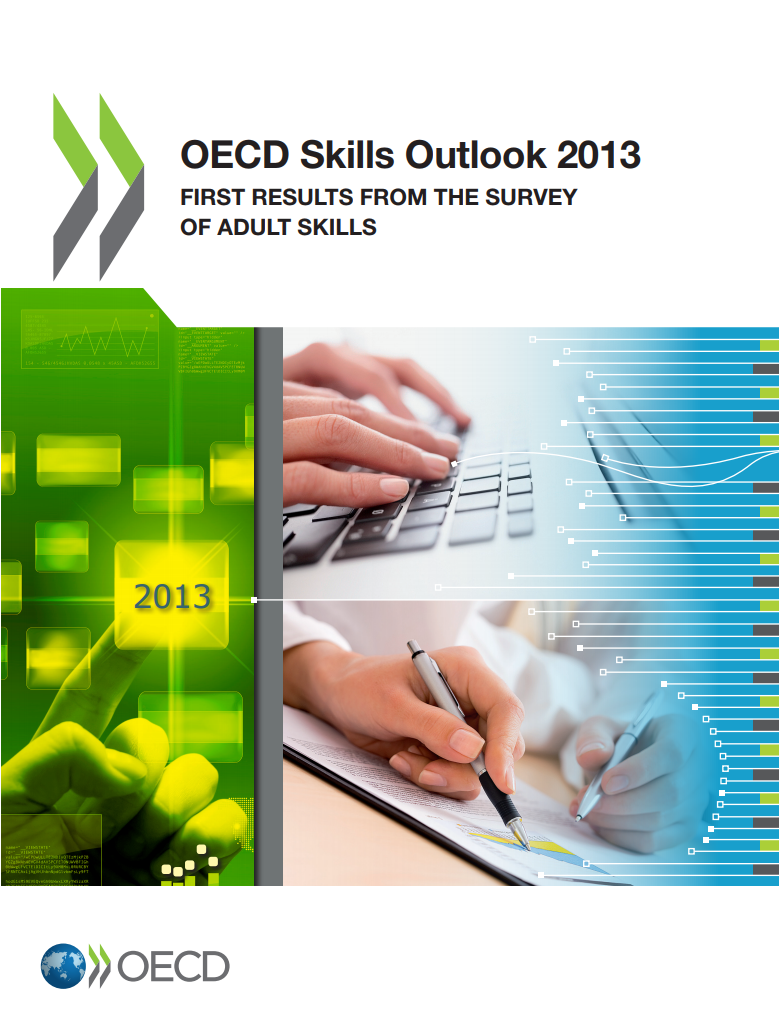 OECD Skills Outlook 2013
FIRST RESULTS FROM THE SURVEY
OF ADULT SKILLS
2013
OECD